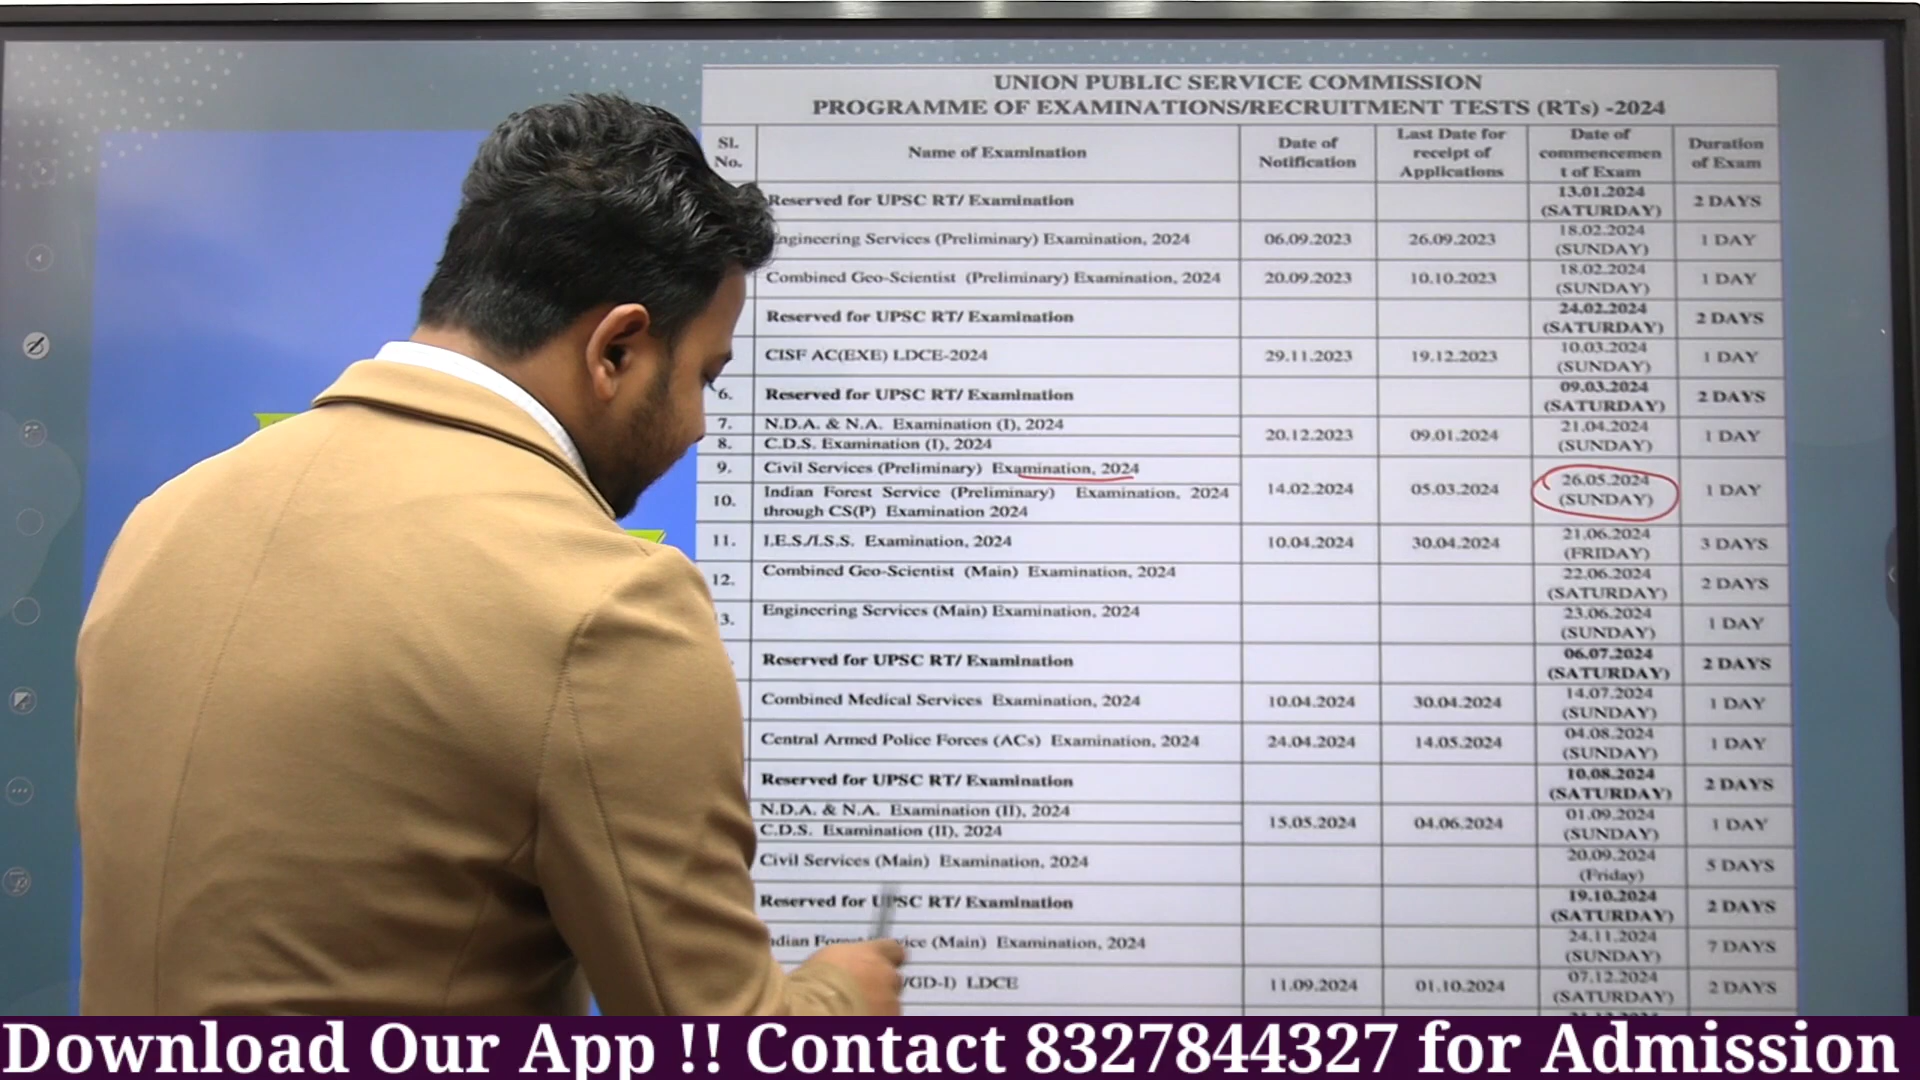 UNION PUBLIC SERVICE COMMISSION
PROGRAMME OF EXAMINATIONS/RECRUITMENT TESTS (RTs) -2024
Sl. No. Name of Examination Date of Notification Last Date for receipt of Applications Date of commencemen t of Exam Duration of Exam
Reserved for UPSC RT/ Examination 13.01.2024 (SATURDAY) 2 DAYS
ngineering Services (Preliminary) Examination, 2024 06.09.2023 26.09.2023 18.02.2024 (SUNDAY) 1 DAY
Combined Geo-Scientist (Preliminary) Examination, 2024 20.09.2023 10.10.2023 18.02.2024 (SUNDAY) 1 DAY
Reserved for UPSC RT/ Examination 24.02.2024 (SATURDAY) 2 DAYS
CISF AC(EXE) LDCE-2024 29.11.2023 19.12.2023 10.03.2024 (SUNDAY) 1 DAY
6. Reserved for UPSC RT/ Examination 09.03.2024 (SATURDAY) 2 DAYS
7. N.D.A. & N.A. Examination (I), 2024 20.12.2023 09.01.2024 21.04.2024 (SUNDAY) 1 DAY
8. C.D.S. Examination (I), 2024
9. Civil Services (Preliminary) Examination, 2024 14.02.2024 05.03.2024 26.05.2024 (SUNDAY) 1 DAY
10. Indian Forest Service (Preliminary) Examination, 2024 through CS(P) Examination 2024
11. I.E.S./I.S.S. Examination, 2024 10.04.2024 30.04.2024 21.06.2024 (FRIDAY) 3 DAYS
12. Combined Geo-Scientist (Main) Examination, 2024 22.06.2024 (SATURDAY) 2 DAYS
3. Engineering Services (Main) Examination, 2024 23.06.2024 (SUNDAY) 1 DAY
Reserved for UPSC RT/ Examination 06.07.2024 (SATURDAY) 2 DAYS
Combined Medical Services Examination, 2024 10.04.2024 30.04.2024 14.07.2024 (SUNDAY) 1 DAY
Central Armed Police Forces (ACs) Examination, 2024 24.04.2024 14.05.2024 04.08.2024 (SUNDAY) 1 DAY
Reserved for UPSC RT/ Examination 10.08.2024 (SATURDAY) 2 DAYS
N.D.A. & N.A. Examination (II), 2024 15.05.2024 04.06.2024 01.09.2024 (SUNDAY) 1 DAY
C.D.S. Examination (II), 2024
Civil Services (Main) Examination, 2024 20.09.2024 (Friday) 5 DAYS
Reserved for UPSC RT/ Examination 19.10.2024 (SATURDAY) 2 DAYS
ndian Forest vice (Main) Examination, 2024 24.11.2024 (SUNDAY) 7 DAYS
/GD-I) LDCE 11.09.2024 01.10.2024 07.12.2024 (SATURDAY) 2 DAYS
Download Our App !! Contact 8327844327 for Admission